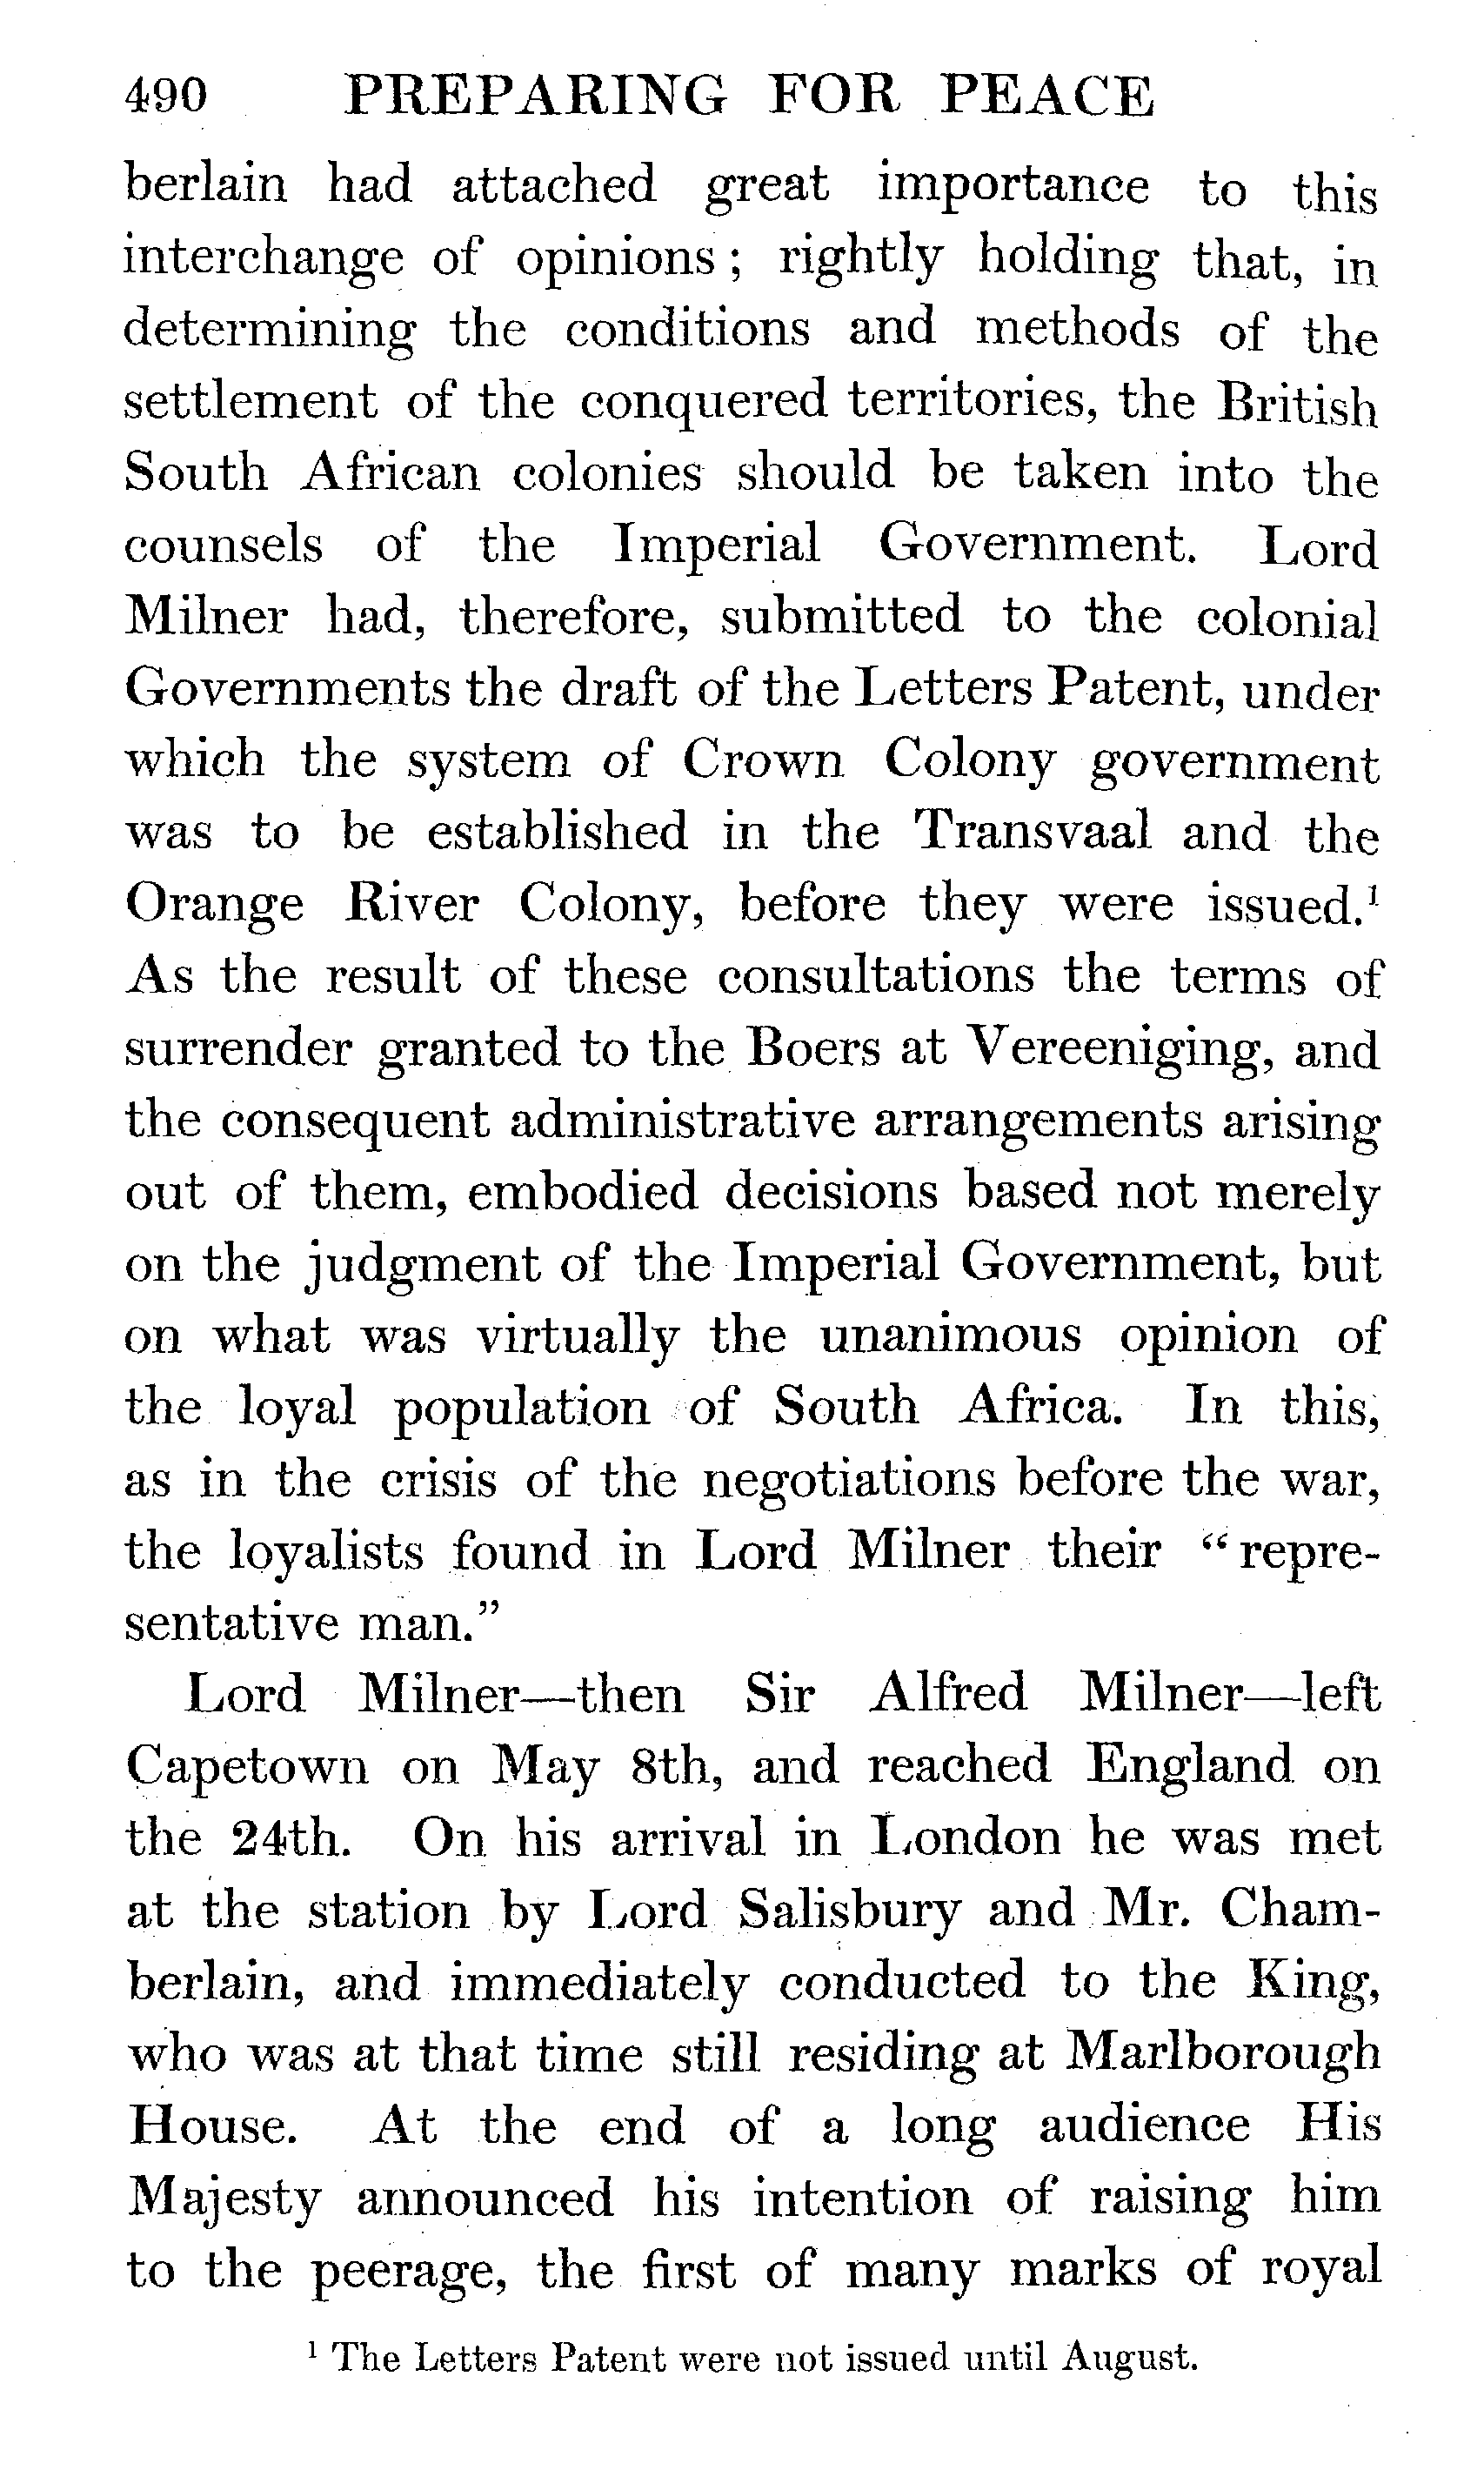 490 PREPARING FOR PEACE
berlain had attached great importance to this
interchange of opinions ; rightly holding that, in
determining the conditions and methods of the
settlement of the conquered territories, the British
South African colonies should be taken into the
counsels of the Imperial Government. Lord
Milner had, therefore, submitted to the colonial
Governments the draft of the Letters Patent, under
which the system of Crown Colony government
was to be established in the Transvaal and the
Orange River Colony, before they were issued.¹
As the result of these consultations the terms of
surrender granted to the Boers at Vereeniging, and
the consequent administrative arrangements arising
out of them, embodied decisions based not merely
on the judgment of the Imperial Government, but
on what was virtually the unanimous opinion of
the loyal population of South Africa. In this,
as in the crisis of the negotiations before the war,
the loyalists found in Lord Milner their “ repre-
sentative man.”
Lord Milner—then Sir Alfred Milner—left
Capetown on May 8th, and reached England on
the 24th. On his arrival in London he was met
at the station by Lord Salisbury and Mr. Cham-
berlain, and immediately conducted to the King,
who was at that time still residing at Marlborough
House. At the end of a long audience His
Majesty announced his intention of raising him
to the peerage, the first of many marks of royal
¹ The Letters Patent were not issued until August.